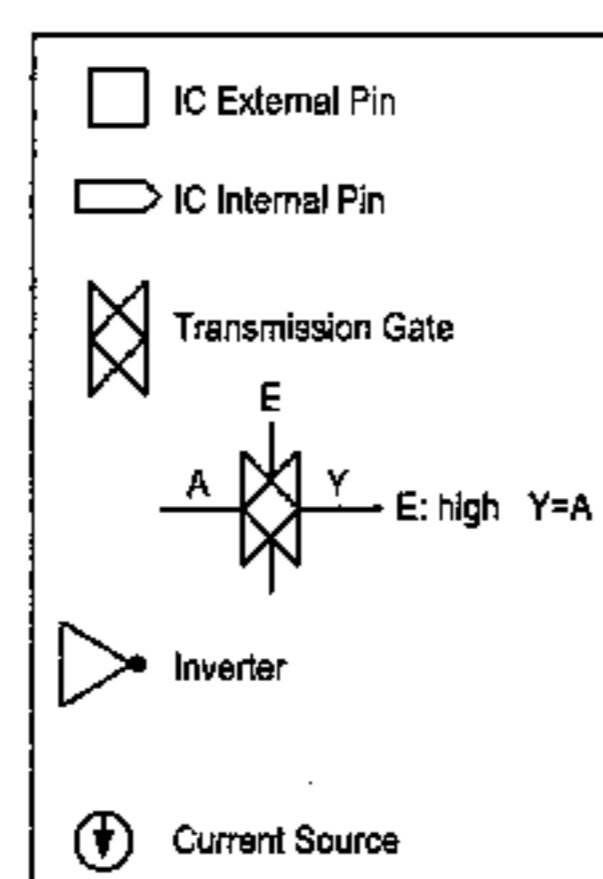 IC External Pin
IC Internal Pin
Transmission Gate
E
A
Y
E: high Y=A
Inverter
Current Source